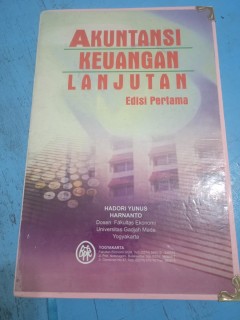 AKUNTANSI
KEUANGAN
LANJUTAN
Edisi Pertama
HADORI YUNUS
HARNANTO
Dosen Fakultas Ekonomi
Universitas Gadjah Mada
Yogyakarta
YOGYAKARTA